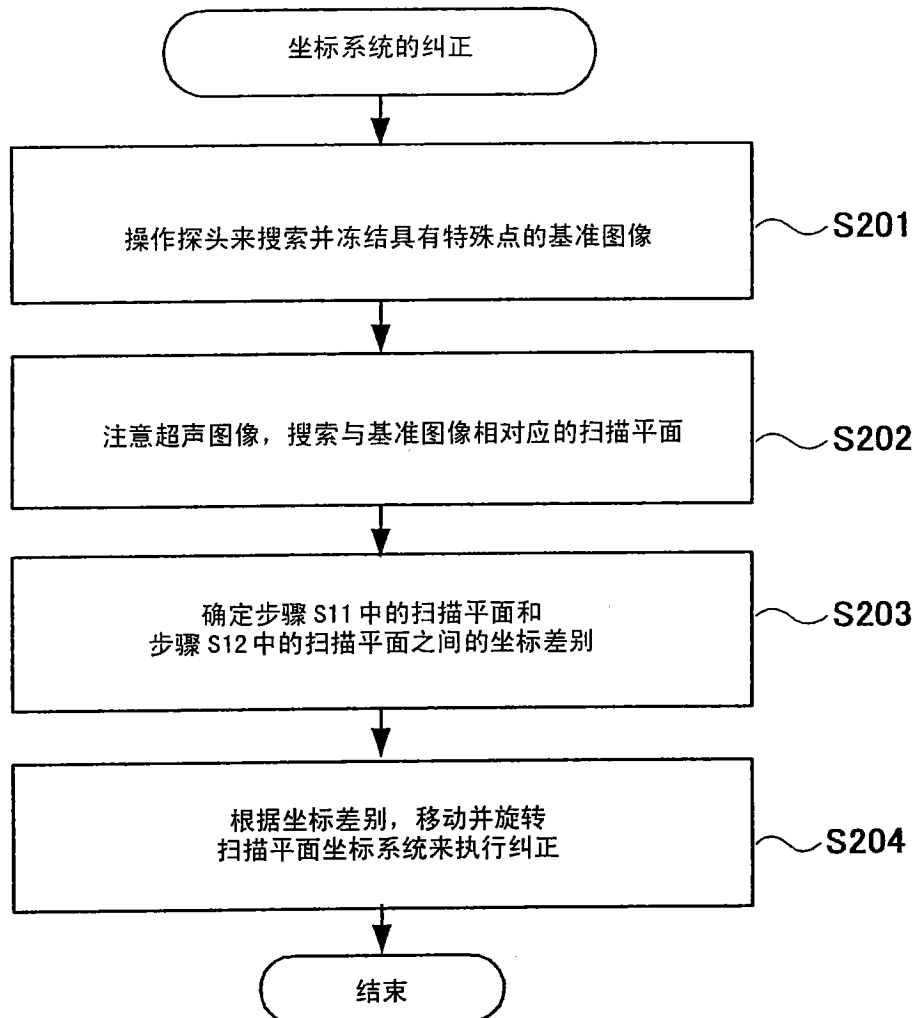 坐标系统的纠正
操作探头来搜索并冻结具有特殊点的基准图像
S201
注意超声图像，搜索与基准图像相对应的扫描平面
S202
确定步骤 S11 中的扫描平面和
步骤 S12 中的扫描平面之间的坐标差别
S203
根据坐标差别，移动并旋转
扫描平面坐标系统来执行纠正
S204
结束